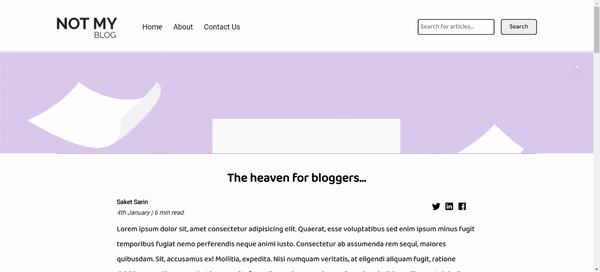 NOT MY
BLOG
Home About Contact Us
Search for articles...
Search
The heaven for bloggers...
Saket Sarin
4th January | 6 min read
Lorem ipsum dolor sit, amet consectetur adipisicing elit. Quaerat, esse voluptatibus sed enim ipsum minus fugit
temporibus fugiat nemo perferendis neque animi iusto. Consectetur ab assumenda rem sequi, maiores
quibusdam. Sit, accusamus ex! Mollitia, expedita. Nisi numquam veritatis, at eligendi aliquam fugit, ratione